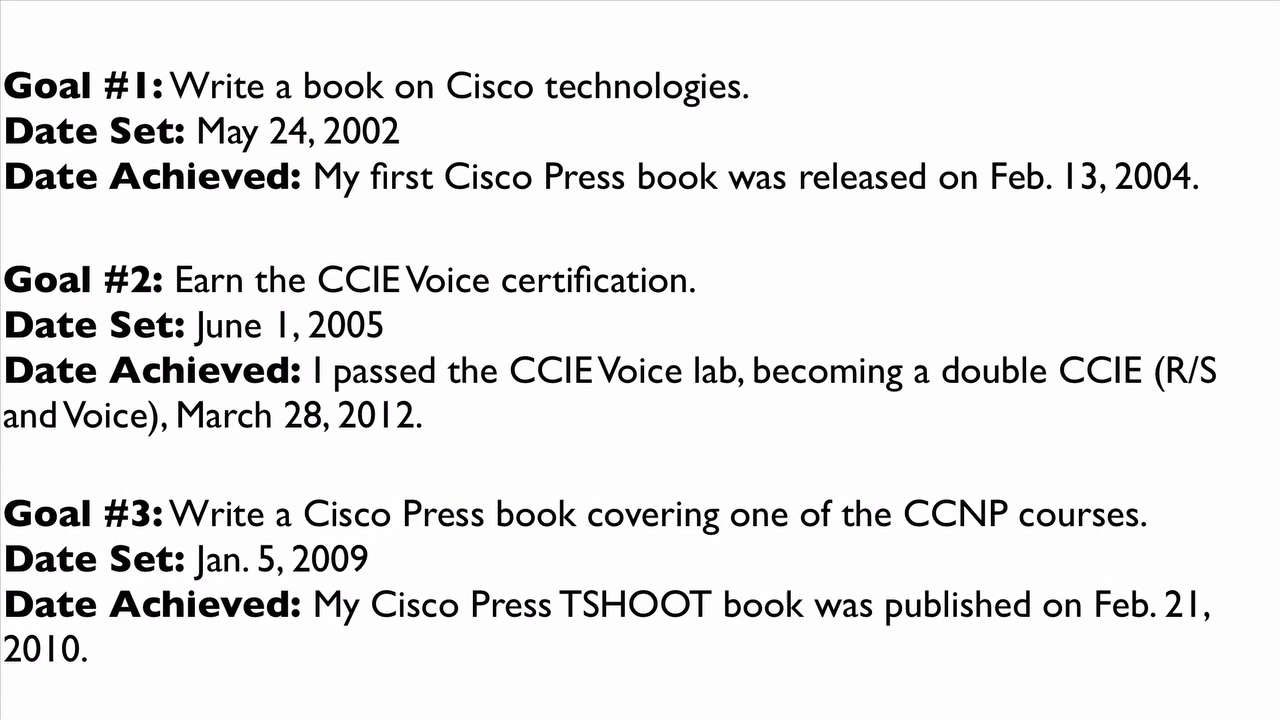 Goal #1: Write a book on Cisco technologies.
Date Set: May 24, 2002
Date Achieved: My first Cisco Press book was released on Feb. 13, 2004.
Goal #2: Earn the CCIE Voice certification.
Date Set: June 1, 2005
Date Achieved: I passed the CCIE Voice lab, becoming a double CCIE (R/S
and Voice), March 28, 2012.
Goal #3: Write a Cisco Press book covering one of the CCNP courses.
Date Set: Jan. 5, 2009
Date Achieved: My Cisco Press TSHOOT book was published on Feb. 21,
2010.